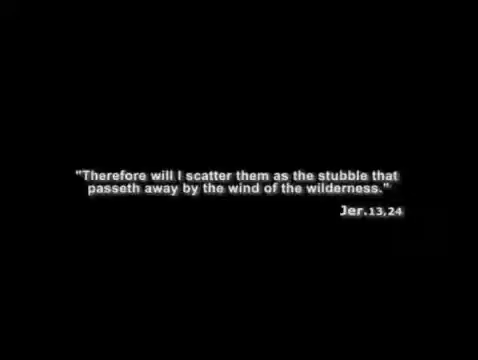 "Therefore will I scatter them as the stubble that
passeth away by the wind of the wilderness."
Jer.13,24